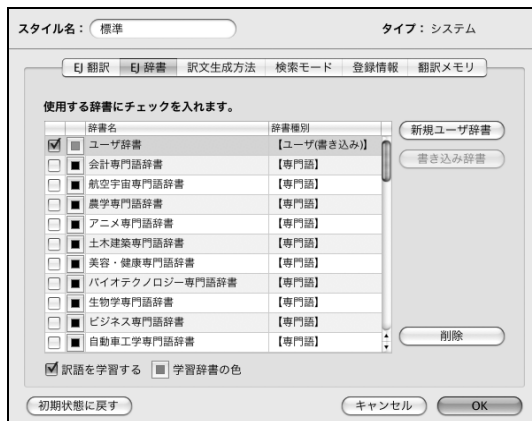 スタイル名： 標準 タイプ： システム
EJ 翻訳 EJ 辞書 訳文生成方法 検索モード 登録情報 翻訳メモリ
使用する辞書にチェックを入れます。
辞書名 辞書種別
ユーザ辞書 【ユーザ(書き込み)】
会計専門語辞書 【専門語】
航空宇宙専門語辞書 【専門語】
農学専門語辞書 【専門語】
アニメ専門語辞書 【専門語】
土木建築専門語辞書 【専門語】
美容・健康専門語辞書 【専門語】
バイオテクノロジー専門語辞書 【専門語】
生物学専門語辞書 【専門語】
ビジネス専門語辞書 【専門語】
自動車工学専門語辞書 【専門語】
新規ユーザ辞書
書き込み辞書
削除
訳語を学習する 学習辞書の色
初期状態に戻す キャンセル OK